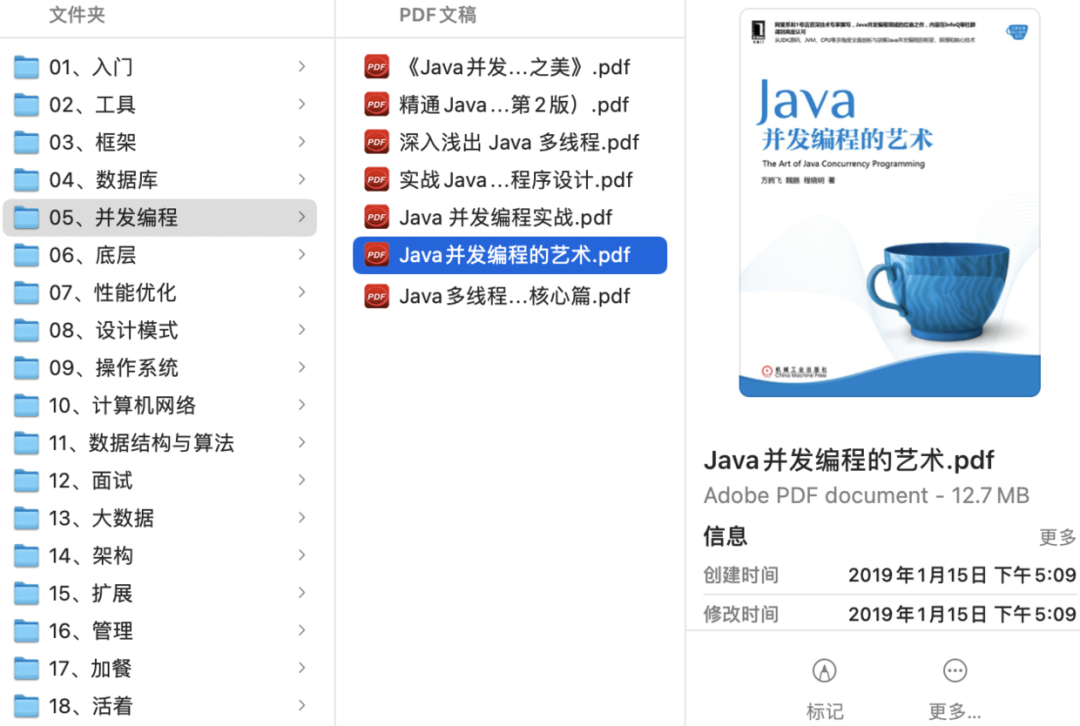 文件夹
01、入门
02、工具
03、框架
04、数据库
05、并发编程
06、底层
07、性能优化
08、设计模式
09、操作系统
10、计算机网络
11、数据结构与算法
12、面试
13、大数据
14、架构
15、扩展
16、管理
17、加餐
18、活着
PDF文稿
PDF 《Java并发…之美》.pdf
PDF 精通Java…第2版）.pdf
PDF 深入浅出 Java 多线程.pdf
PDF 实战Java…程序设计.pdf
PDF Java 并发编程实战.pdf
PDF Java并发编程的艺术.pdf
PDF Java多线程…核心篇.pdf
Java
并发编程的艺术
The Art of Java Concurrency Programming
方腾飞 魏鹏 程晓明 著
机械工业出版社
China Machine Press
Java并发编程的艺术.pdf
Adobe PDF document - 12.7 MB
信息
更多
创建时间 2019年1月15日 下午5:09
修改时间 2019年1月15日 下午5:09
标记
更多...